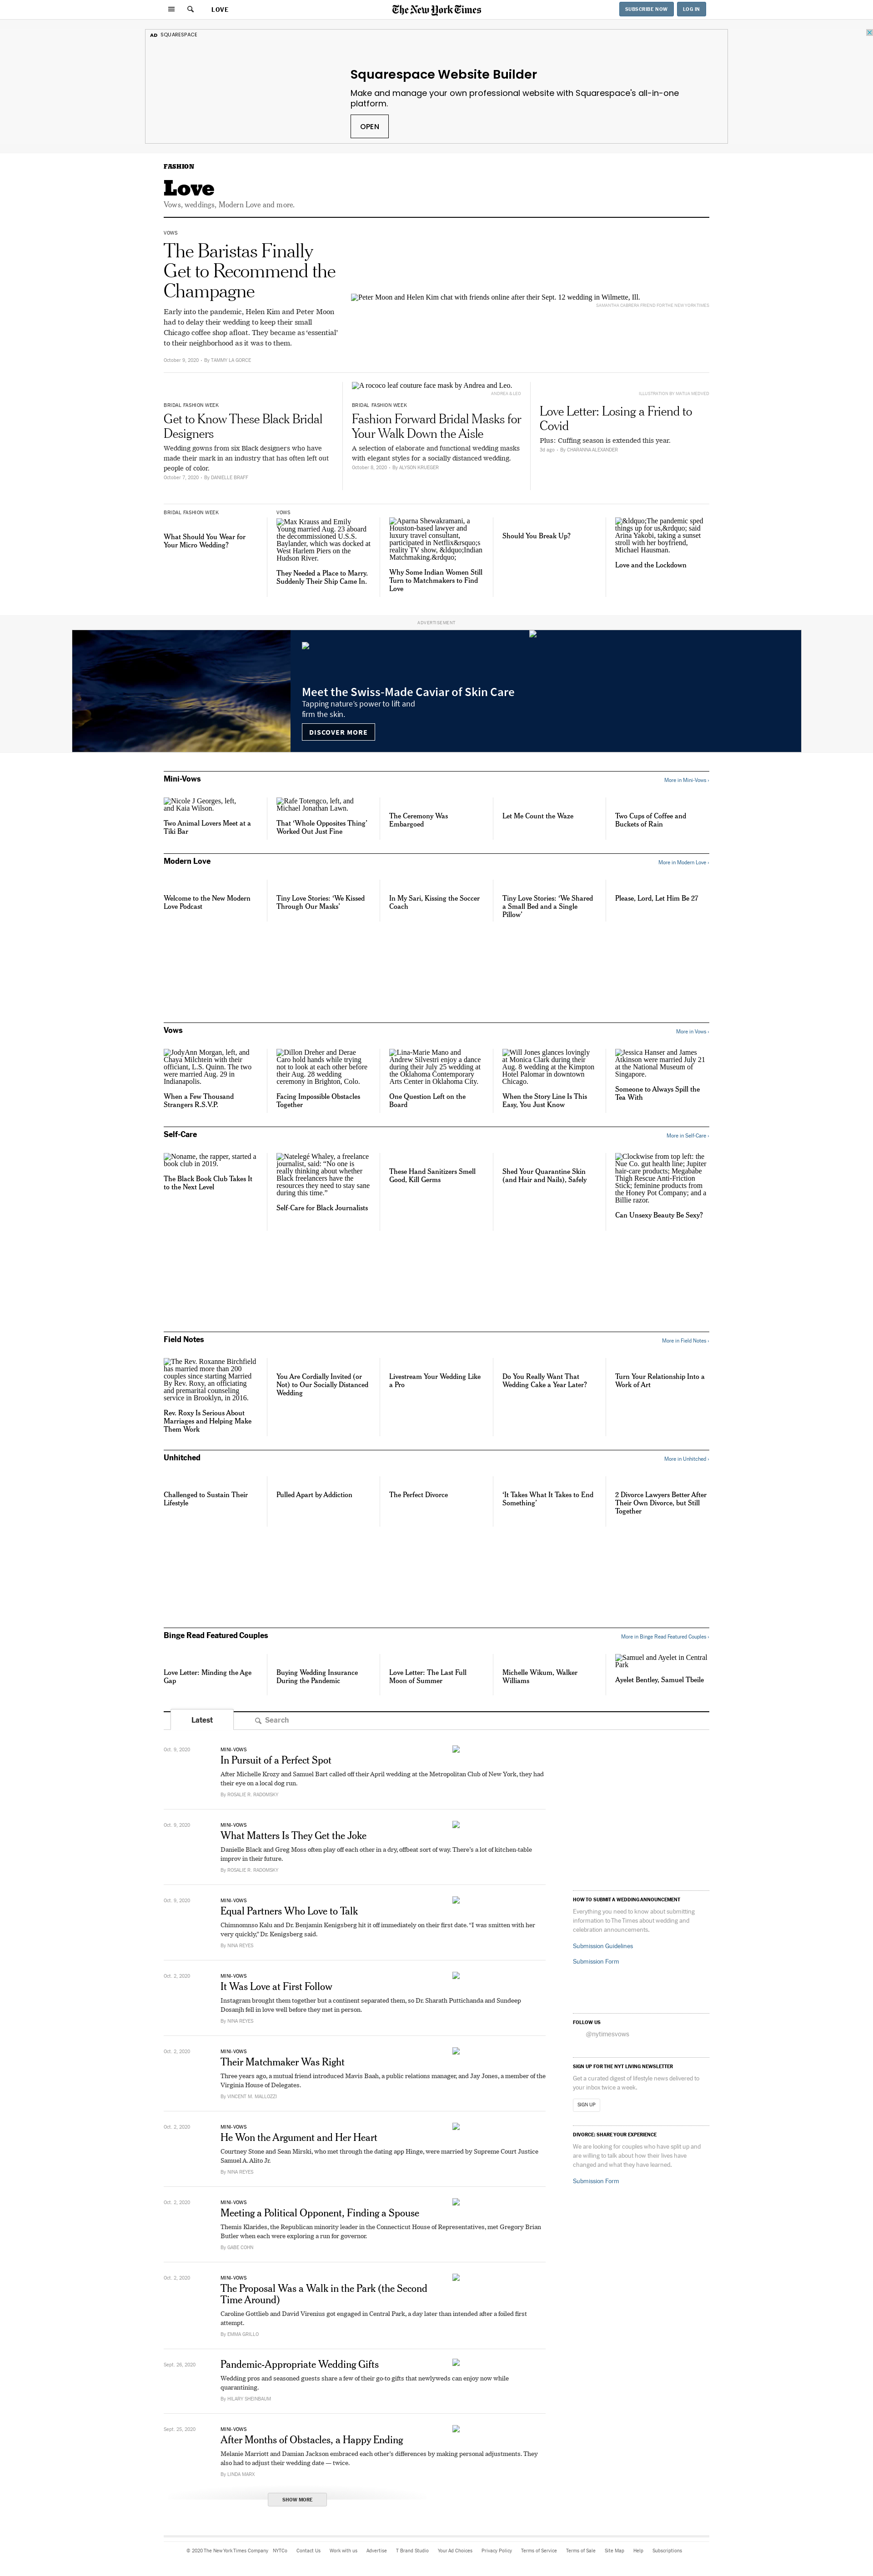 LOVE
The New York Times
SUBSCRIBE NOW
LOG IN
AD SQUARESPACE
Squarespace Website Builder
Make and manage your own professional website with Squarespace's all-in-one
platform.
OPEN
FASHION
Love
Vows, weddings, Modern Love and more.
VOWS
The Baristas Finally
Get to Recommend the
Champagne
Early into the pandemic, Helen Kim and Peter Moon
had to delay their wedding to keep their small
Chicago coffee shop afloat. They became as ‘essential’
to their neighborhood as it was to them.
October 9, 2020 - By TAMMY LA GORCE
Peter Moon and Helen Kim chat with friends online after their Sept. 12 wedding in Wilmette, Ill.
BRIDAL FASHION WEEK
Get to Know These Black Bridal
Designers
Wedding gowns from six Black designers who have
made their mark in an industry that has often left out
people of color.
October 7, 2020 - By DANIELLE BRAFF
A rococo leaf couture face mask by Andrea and Leo.
ANDREA & LEO
BRIDAL FASHION WEEK
Fashion Forward Bridal Masks for
Your Walk Down the Aisle
A selection of elaborate and functional wedding masks
with elegant styles for a socially distanced wedding.
October 8, 2020 - By ALYSON KRUEGER
Love Letter: Losing a Friend to
Covid
Plus: Cuffing season is extended this year.
3d ago - By CHARANNA ALEXANDER
BRIDAL FASHION WEEK
What Should You Wear for
Your Micro Wedding?
VOWS
Max Krauss and Emily
Young married Aug. 23 aboard
the decommissioned U.S.S.
Baylander, which was docked at
West Harlem Piers on the
Hudson River.
They Needed a Place to Marry.
Suddenly Their Ship Came In.
Aparna Shewakramani, a
Houston-based lawyer and
luxury travel consultant,
participated in Netflix&rsquo;s
reality TV show, &ldquo;Indian
Matchmaking.&rdquo;
Why Some Indian Women Still
Turn to Matchmakers to Find
Love
Should You Break Up?
&ldquo;The pandemic sped
things up for us,&rdquo; said
Arina Yakobi, taking a sunset
stroll with her boyfriend,
Michael Hausman.
Love and the Lockdown
ADVERTISEMENT
Meet the Swiss-Made Caviar of Skin Care
Tapping nature's power to lift and
firm the skin.
DISCOVER MORE
Mini-Vows
More in Mini-Vows ›
Nicole J Georges, left,
and Kaia Wilson.
Two Animal Lovers Meet at a
Tiki Bar
Rafe Totengco, left, and
Michael Jonathan Lawn.
That ‘Whole Opposites Thing’
Worked Out Just Fine
The Ceremony Was
Embargoed
Let Me Count the Waze
Two Cups of Coffee and
Buckets of Rain
Modern Love
More in Modern Love ›
Welcome to the New Modern
Love Podcast
Tiny Love Stories: ‘We Kissed
Through Our Masks’
In My Sari, Kissing the Soccer
Coach
Tiny Love Stories: ‘We Shared
a Small Bed and a Single
Pillow’
Please, Lord, Let Him Be 27
Vows
More in Vows ›
JodyAnn Morgan, left, and
Chaya Milchtein with their
officiant, L.S. Quinn. The two
were married Aug. 29 in
Indianapolis.
When a Few Thousand
Strangers R.S.V.P.
Dillon Dreher and Derae
Caro hold hands while trying
not to look at each other before
their Aug. 28 wedding
ceremony in Brighton, Colo.
Facing Impossible Obstacles
Together
Lina-Marie Mano and
Andrew Silvestri enjoy a dance
during their July 25 wedding at
the Oklahoma Contemporary
Arts Center in Oklahoma City.
One Question Left on the
Board
Will Jones glances lovingly
at Monica Clark during their
Aug. 8 wedding at the Kimpton
Hotel Palomar in downtown
Chicago.
When the Story Line Is This
Easy, You Just Know
Jessica Hanser and James
Atkinson were married July 21
at the National Museum of
Singapore.
Someone to Always Spill the
Tea With
Self-Care
More in Self-Care ›
Noname, the rapper, started a
book club in 2019.
The Black Book Club Takes It
to the Next Level
Natelegé Whaley, a freelance
journalist, said: “No one is
really thinking about whether
Black freelancers have the
resources they need to stay sane
during this time.”
Self-Care for Black Journalists
These Hand Sanitizers Smell
Good, Kill Germs
Shed Your Quarantine Skin
(and Hair and Nails), Safely
Clockwise from top left: the
Nue Co. gut health line; Jupiter
hair-care products; Megababe
Thigh Rescue Anti-Friction
Stick; feminine products from
the Honey Pot Company; and a
Billie razor.
Can Unsexy Beauty Be Sexy?
Field Notes
More in Field Notes ›
The Rev. Roxanne Birchfield
has married more than 200
couples since starting Married
By Rev. Roxy, an officiating
and premarital counseling
service in Brooklyn, in 2016.
Rev. Roxy Is Serious About
Marriages and Helping Make
Them Work
You Are Cordially Invited (or
Not) to Our Socially Distanced
Wedding
Livestream Your Wedding Like
a Pro
Do You Really Want That
Wedding Cake a Year Later?
Turn Your Relationship Into a
Work of Art
Unhitched
More in Unhitched ›
Challenged to Sustain Their
Lifestyle
Pulled Apart by Addiction
The Perfect Divorce
‘It Takes What It Takes to End
Something’
2 Divorce Lawyers Better After
Their Own Divorce, but Still
Together
Binge Read Featured Couples
More in Binge Read Featured Couples ›
Love Letter: Minding the Age
Gap
Buying Wedding Insurance
During the Pandemic
Love Letter: The Last Full
Moon of Summer
Michelle Wikum, Walker
Williams
Samuel and Ayelet in Central
Park
Ayelet Bentley, Samuel Tbeile
Latest
Search
Oct. 9, 2020
MINI-VOWS
In Pursuit of a Perfect Spot
After Michelle Krozy and Samuel Bart called off their April wedding at the Metropolitan Club of New York, they had
their eye on a local dog run.
By ROSALIE R. RADOMSKY
Oct. 9, 2020
MINI-VOWS
What Matters Is They Get the Joke
Danielle Black and Greg Moss often play off each other in a dry, offbeat sort of way. There’s a lot of kitchen-table
improv in their future.
By ROSALIE R. RADOMSKY
Oct. 9, 2020
MINI-VOWS
Equal Partners Who Love to Talk
Chimnomnso Kalu and Dr. Benjamin Kenigsberg hit it off immediately on their first date. “I was smitten with her
very quickly,” Dr. Kenigsberg said.
By NINA REYES
Oct. 2, 2020
MINI-VOWS
It Was Love at First Follow
Instagram brought them together but a continent separated them, so Dr. Sharath Puttichanda and Sundeep
Dosanjh fell in love well before they met in person.
By NINA REYES
Oct. 2, 2020
MINI-VOWS
Their Matchmaker Was Right
Three years ago, a mutual friend introduced Mavis Baah, a public relations manager, and Jay Jones, a member of the
Virginia House of Delegates.
By VINCENT M. MALLOZZI
Oct. 2, 2020
MINI-VOWS
He Won the Argument and Her Heart
Courtney Stone and Sean Mirski, who met through the dating app Hinge, were married by Supreme Court Justice
Samuel A. Alito Jr.
By NINA REYES
Oct. 2, 2020
MINI-VOWS
Meeting a Political Opponent, Finding a Spouse
Themis Klarides, the Republican minority leader in the Connecticut House of Representatives, met Gregory Brian
Butler when each were exploring a run for governor.
By GABE COHN
Oct. 2, 2020
MINI-VOWS
The Proposal Was a Walk in the Park (the Second
Time Around)
Caroline Gottlieb and David Virenius got engaged in Central Park, a day later than intended after a failed first
attempt.
By EMMA GRILLO
Sept. 28, 2020
Pandemic-Appropriate Wedding Gifts
Wedding pros and seasoned guests share a few of their go-to gifts that newlyweds can enjoy now while
quarantining.
By HILARY SHEINBAUM
Sept. 25, 2020
MINI-VOWS
After Months of Obstacles, a Happy Ending
Melanie Marriott and Damian Jackson embraced each other’s differences by making personal adjustments. They
also had to adjust their wedding date — twice.
By LINDA MARX
SHOW MORE
HOW TO SUBMIT A WEDDING ANNOUNCEMENT
Everything you need to know about submitting
information to The Times about wedding and
celebration announcements.
Submission Guidelines
Submission Form
FOLLOW US
@nytimesvows
SIGN UP FOR THE NYT LIVING NEWSLETTER
Get a curated digest of lifestyle news delivered to
your inbox twice a week.
SIGN UP
DIVORCE: SHARE YOUR EXPERIENCE
We are looking for couples who have split up and
are willing to talk about how their lives have
changed and what they have learned.
Submission Form
© 2020 The New York Times Company NYTCo Contact Us Work with us Advertise T Brand Studio Your Ad Choices Privacy Policy Terms of Service Terms of Sale Site Map Help Subscriptions